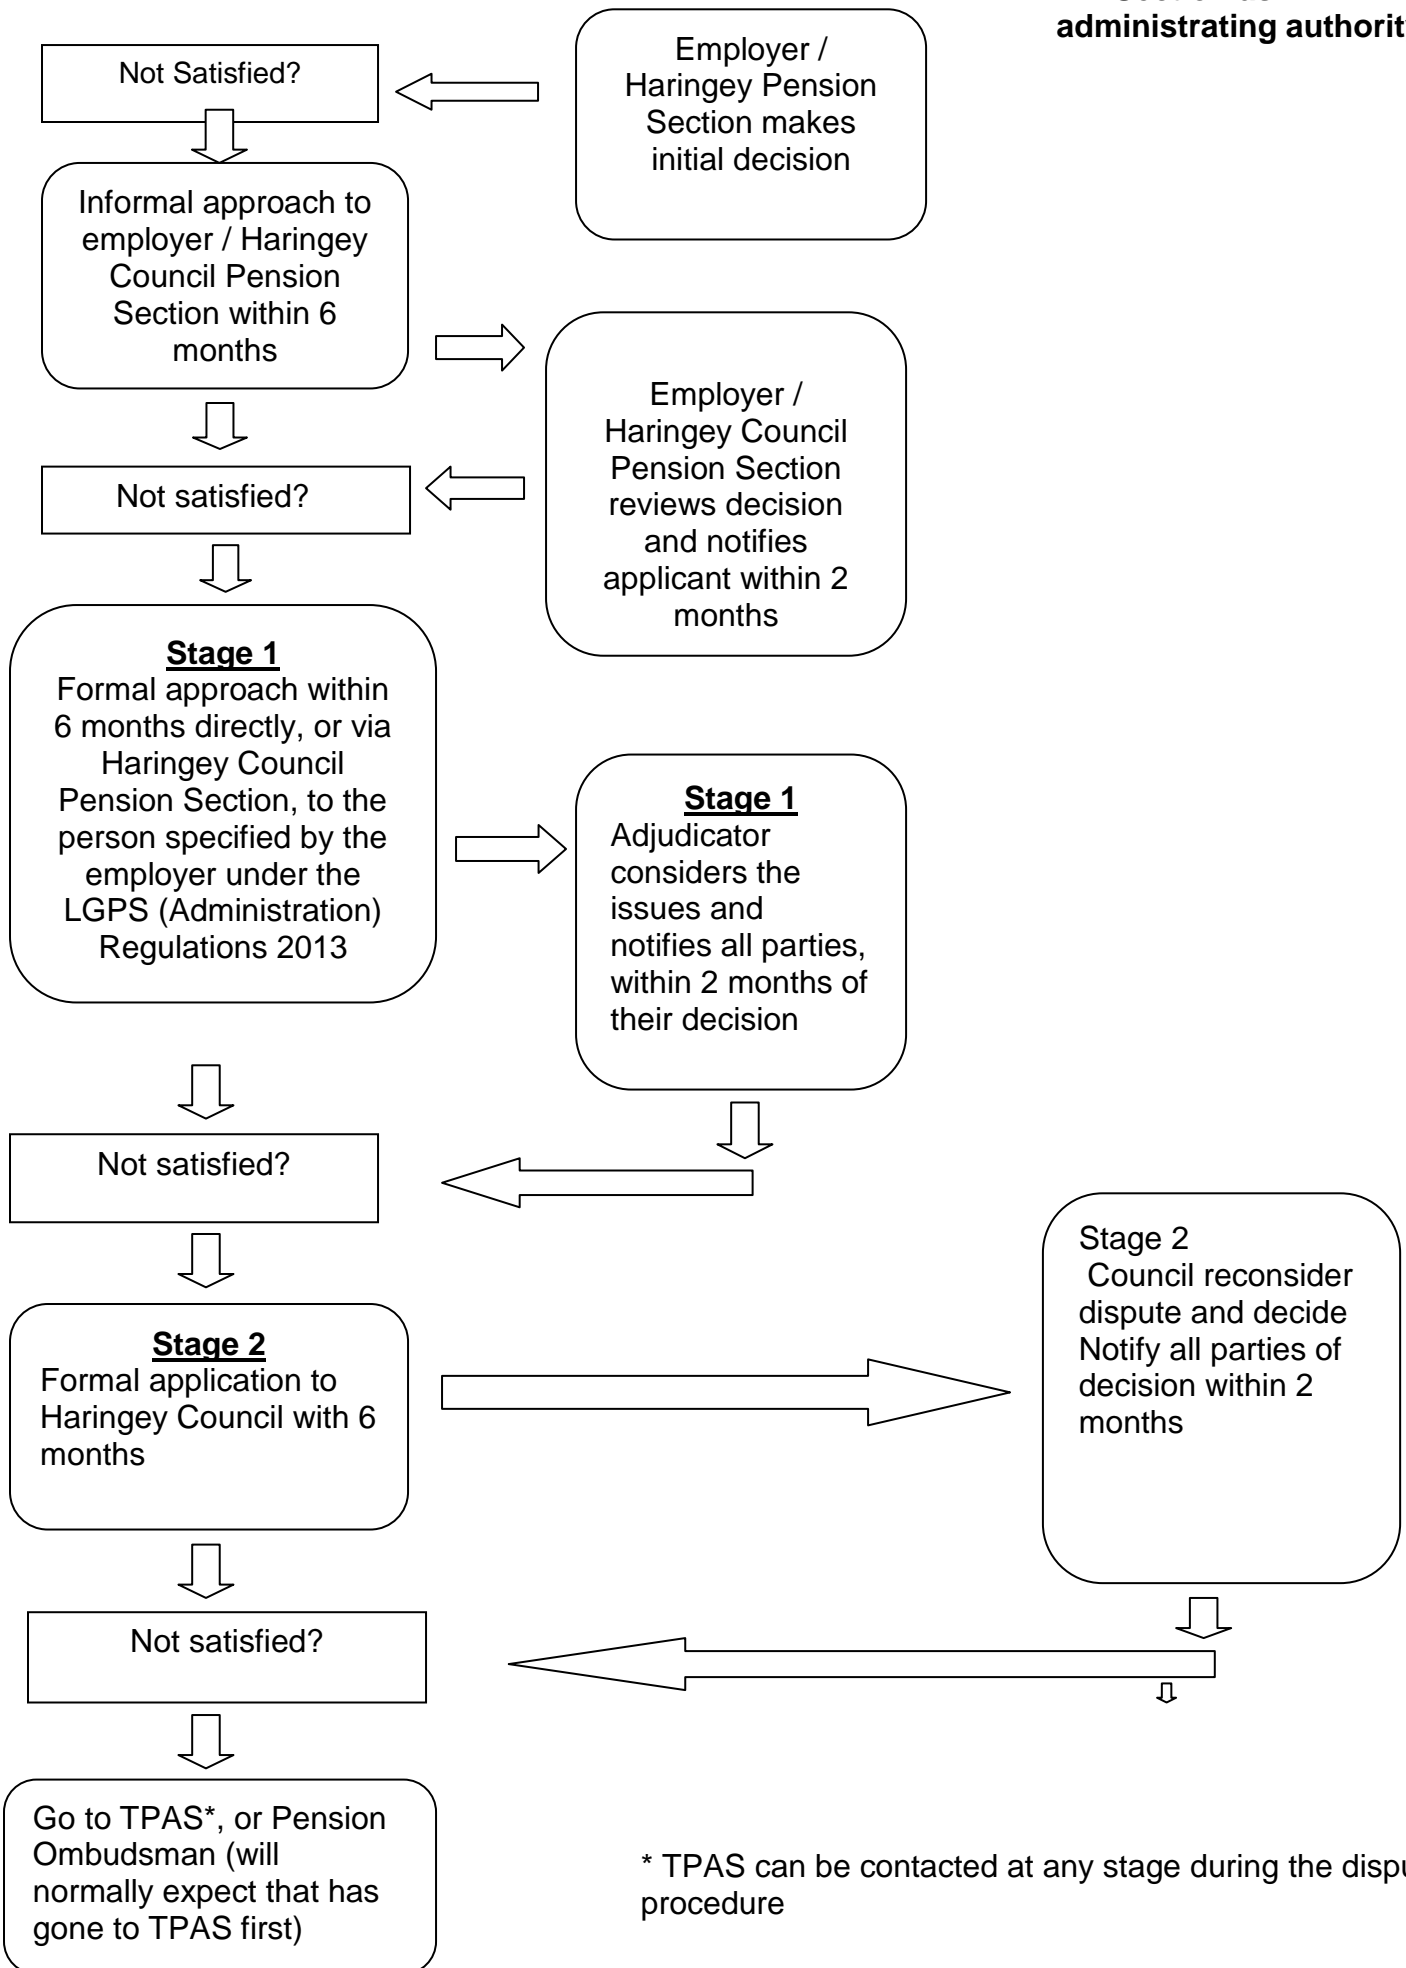 administrating authority
Employer /
Haringey Pension
Section makes
initial decision
Not Satisfied?
Informal approach to
employer / Haringey
Council Pension
Section within 6
months
Employer /
Haringey Council
Pension Section
reviews decision
and notifies
applicant within 2
months
Not satisfied?
Stage 1
Formal approach within
6 months directly, or via
Haringey Council
Pension Section, to the
person specified by the
employer under the
LGPS (Administration)
Regulations 2013
Stage 1
Adjudicator
considers the
issues and
notifies all parties,
within 2 months of
their decision
Not satisfied?
Stage 2
Formal application to
Haringey Council with 6
months
Stage 2
Council reconsider
dispute and decide
Notify all parties of
decision within 2
months
Not satisfied?
Go to TPAS*, or Pension
Ombudsman (will
normally expect that has
gone to TPAS first)
* TPAS can be contacted at any stage during the dispu
procedure